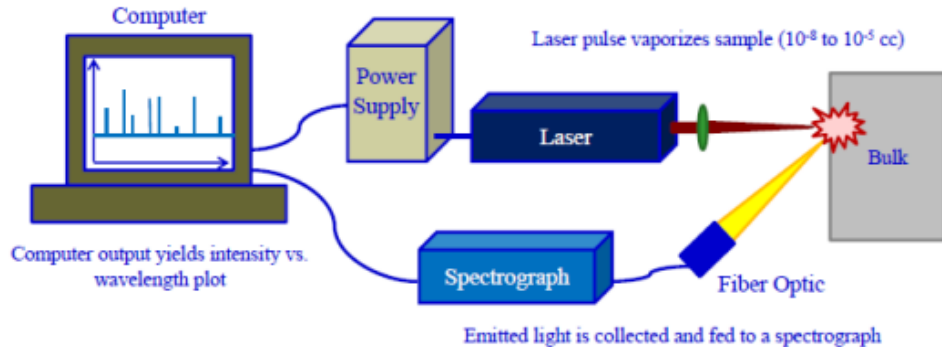 Computer
Laser pulse vaporizes sample (10⁻⁸ to 10⁻⁵ cc)
Power
Supply
Laser
Bulk
Computer output yields intensity vs.
wavelength plot
Spectrograph
Fiber Optic
Emitted light is collected and fed to a spectrograph